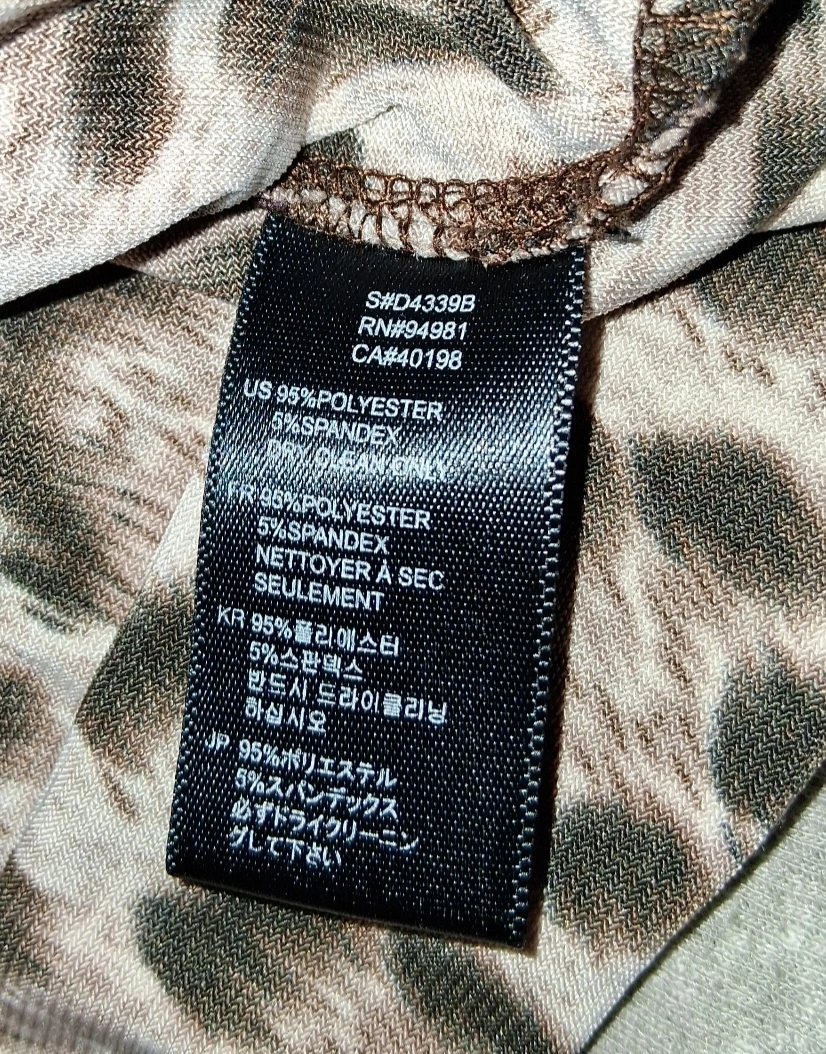 S#D4339B
RN#94981
CA#40198
US 95%POLYESTER
5%SPANDEX
DRY CLEAN ONLY
FR 95%POLYESTER
5%SPANDEX
NETTOYER À SEC
SEULEMENT
KR 95%폴리에스터
5%스판덱스
반드시 드라이클리닝
하십시오
JP 95%ポリエステル
5%スパンデックス
必ずドライクリーニン
グして下さい